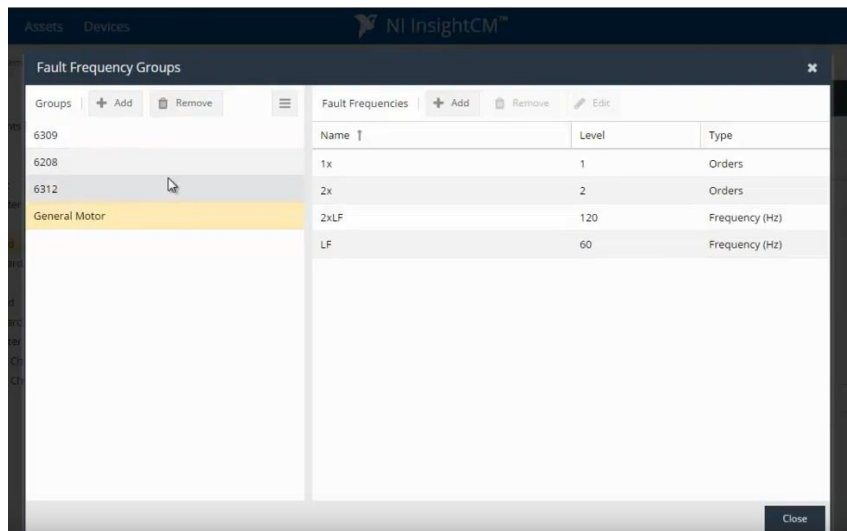 Assets Devices NI InsightCM™
Fault Frequency Groups
Groups Add Remove
6309
6208
6312
General Motor
Fault Frequencies Add Remove Edit
Name Level Type
1x 1 Orders
2x 2 Orders
2xLF 120 Frequency (Hz)
LF 60 Frequency (Hz)
Close